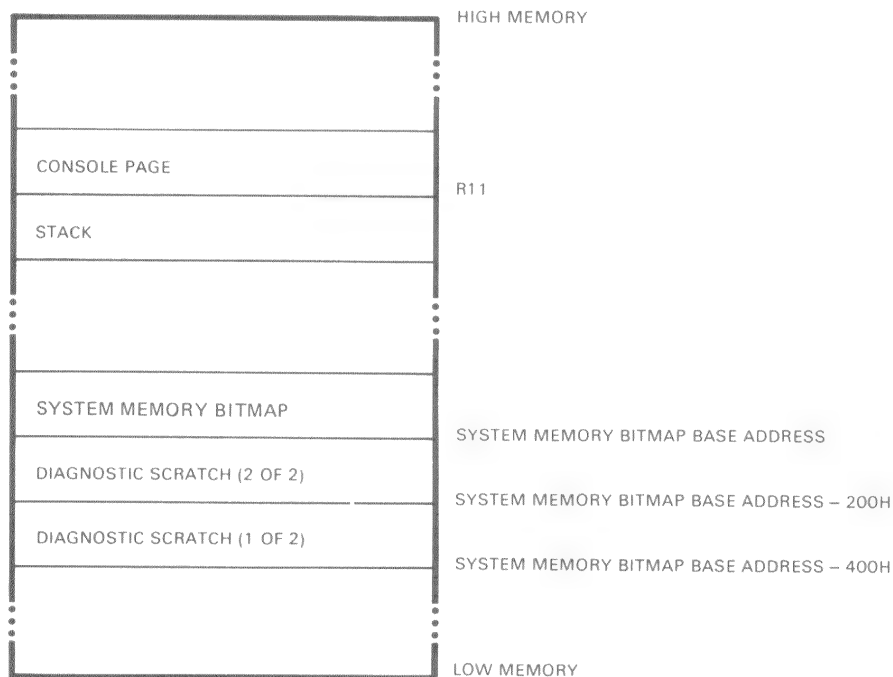 HIGH MEMORY
CONSOLE PAGE
R11
STACK
SYSTEM MEMORY BITMAP
SYSTEM MEMORY BITMAP BASE ADDRESS
DIAGNOSTIC SCRATCH (2 OF 2)
SYSTEM MEMORY BITMAP BASE ADDRESS – 200H
DIAGNOSTIC SCRATCH (1 OF 2)
SYSTEM MEMORY BITMAP BASE ADDRESS – 400H
LOW MEMORY